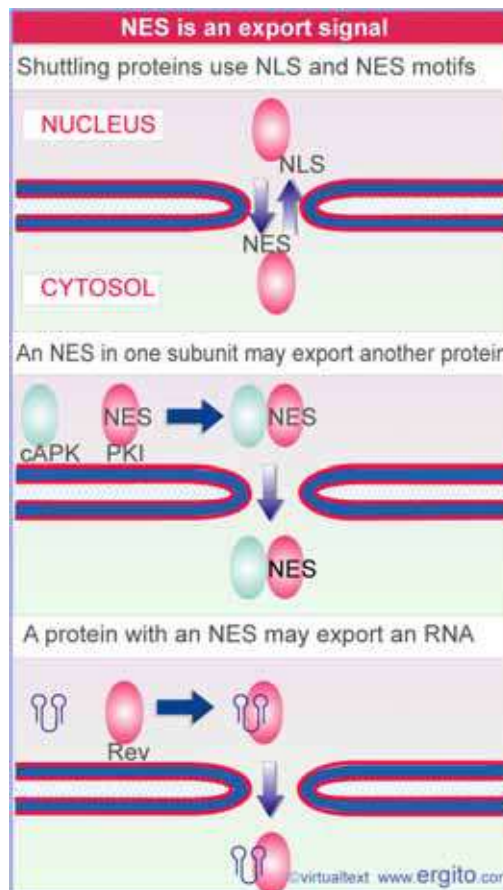 NES is an export signal
Shuttling proteins use NLS and NES motifs
NUCLEUS
NLS
NES
CYTOSOL
An NES in one subunit may export another protein
NES
NES
cAPK PKI
NES
A protein with an NES may export an RNA
Rev
©virtualtext www.ergito.com